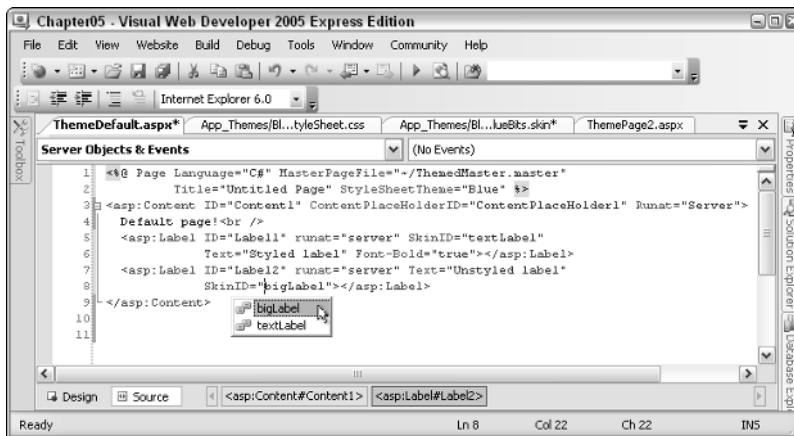 Chapter05 - Visual Web Developer 2005 Express Edition
File Edit View Website Build Debug Tools Window Community Help
Internet Explorer 6.0
ThemeDefault.aspx* App_Themes/Bl...tyleSheet.css App_Themes/Bl...lueBits.skin* ThemePage2.aspx
Toolbox
Server Objects & Events (No Events)
1 <%@ Page Language="C#" MasterPageFile="~/ThemedMaster.master"
2 Title="Untitled Page" StyleSheetTheme="Blue" %>
3 <asp:Content ID="Content1" ContentPlaceHolderID="ContentPlaceHolder1" Runat="Server">
4 Default page!<br />
5 <asp:Label ID="Label1" runat="server" SkinID="textLabel"
6 Text="Styled label" Font-Bold="true"></asp:Label>
7 <asp:Label ID="Label2" runat="server" Text="Unstyled label"
8 SkinID="bigLabel"></asp:Label>
9 </asp:Content>
10
11
bigLabel
textLabel
Properties
Solution Explorer
Database Explo
Design Source <asp:Content#Content1> <asp:Label#Label2>
Ready Ln 8 Col 22 Ch 22 INS